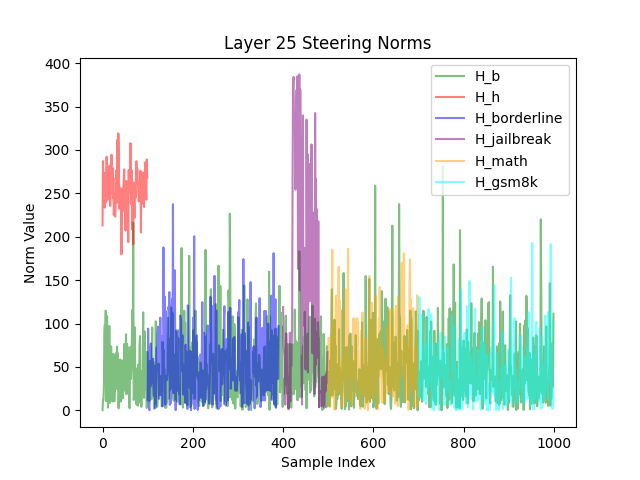 Layer 25 Steering Norms
400
350
300
250
200
150
100
50
0
Norm Value
H_b
H_h
H_borderline
H_jailbreak
H_math
H_gsm8k
0 200 400 600 800 1000
Sample Index